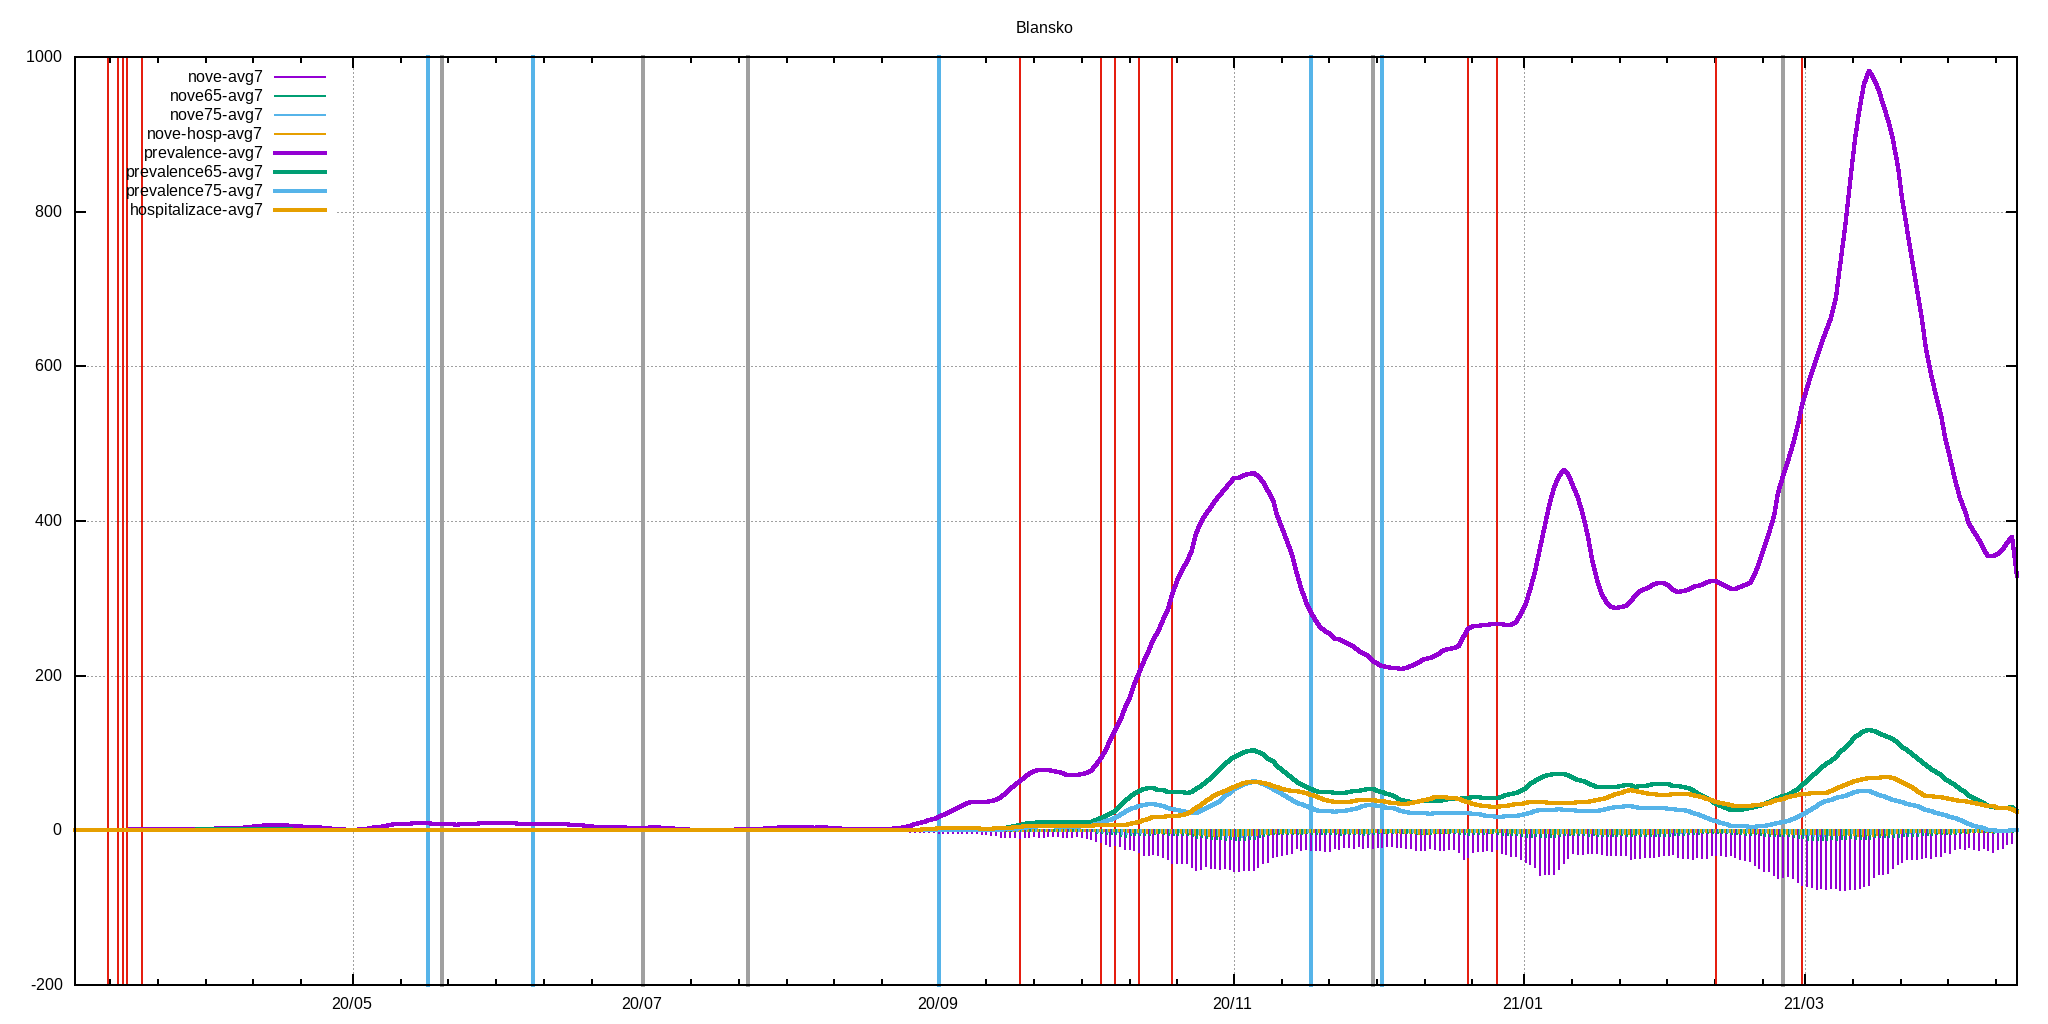 Blansko
1000
800
600
400
200
0
-200
nove-avg7
nove65-avg7
nove75-avg7
nove-hosp-avg7
prevalence-avg7
prevalence65-avg7
prevalence75-avg7
hospitalizace-avg7
20/05 20/07 20/09 20/11 21/01 21/03